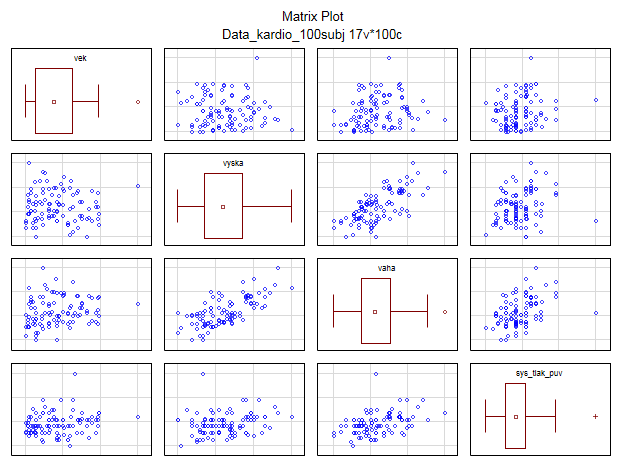 Matrix Plot
Data_kardio_100subj 17v*100c
vek
vyska
vaha
sys_tlak_puv